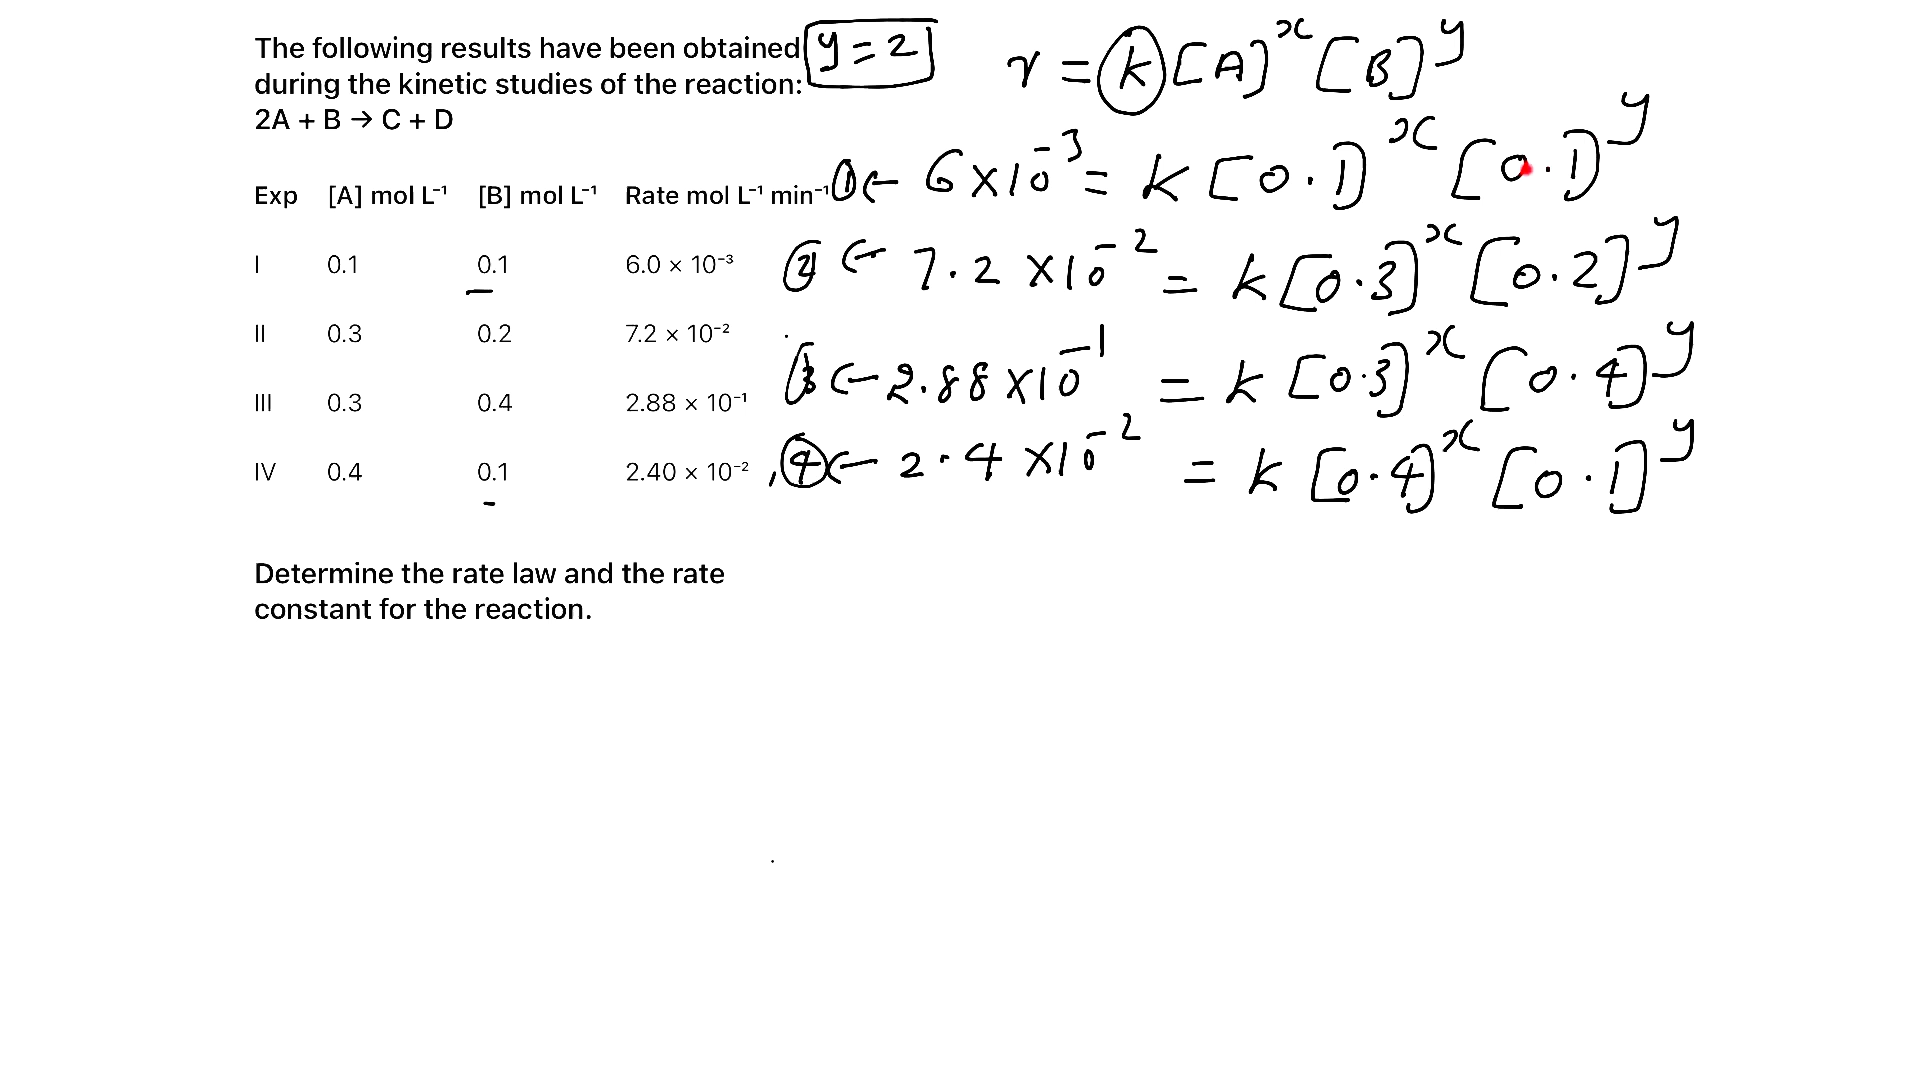 The following results have been obtained
during the kinetic studies of the reaction:
2A + B → C + D
y = 2
r = k[A]ˣ[B]ʸ
Exp [A] mol L⁻¹ [B] mol L⁻¹ Rate mol L⁻¹ min⁻¹
I 0.1 0.1 6.0 × 10⁻³
II 0.3 0.2 7.2 × 10⁻²
III 0.3 0.4 2.88 × 10⁻¹
IV 0.4 0.1 2.40 × 10⁻²
① ← 6×10⁻³ = k[0.1]ˣ[0.1]ʸ
② ← 7.2×10⁻² = k[0.3]ˣ[0.2]ʸ
③ ← 2.88×10⁻¹ = k[0.3]ˣ[0.4]ʸ
④ ← 2.4×10⁻² = k[0.4]ˣ[0.1]ʸ
Determine the rate law and the rate
constant for the reaction.